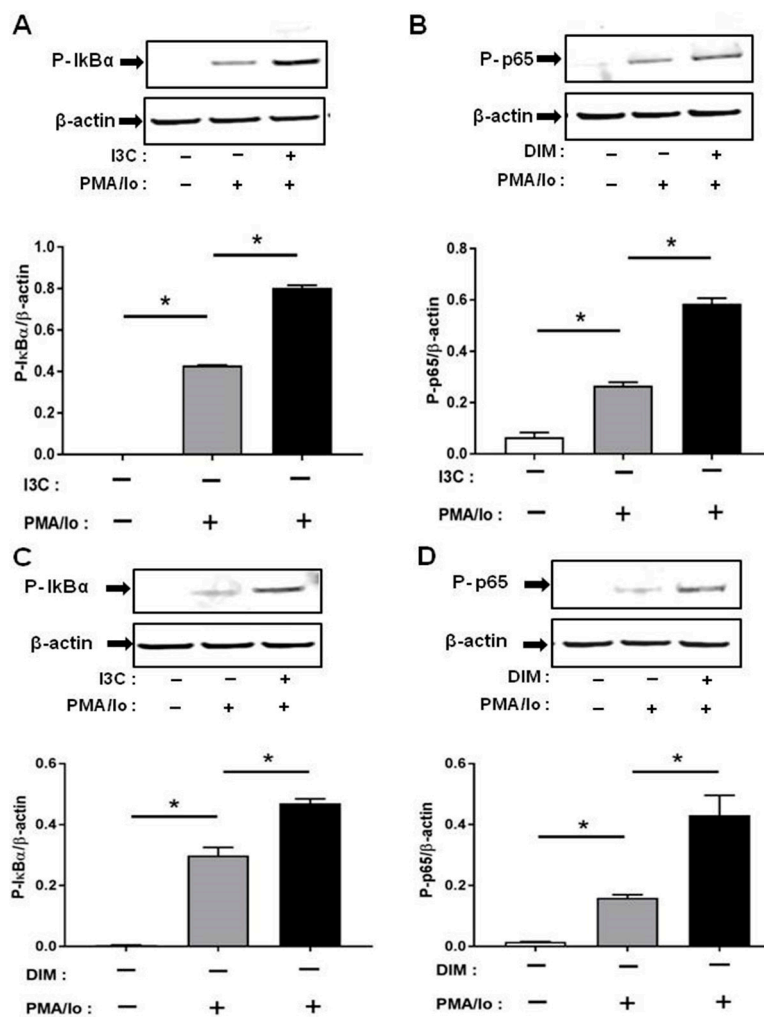 A
P-IkBα
β-actin
I3C : – – +
PMA/Io: – + +
P-IκBα/β-actin
1.0
0.8
0.6
0.4
0.2
0.0
* *
I3C : – – –
PMA/Io : – + +
B
P-p65
β-actin
DIM : – – +
PMA/Io: – + +
P-p65/β-actin
0.8
0.6
0.4
0.2
0.0
* *
I3C : – – –
PMA/Io : – + +
C
P-IkBα
β-actin
I3C : – – +
PMA/Io: – + +
P-IκBα/β-actin
0.6
0.4
0.2
0.0
* *
DIM : – – –
PMA/Io : – + +
D
P-p65
β-actin
DIM : – – +
PMA/Io: – + +
P-p65/β-actin
0.6
0.4
0.2
0.0
* *
DIM : – – –
PMA/Io : – + +